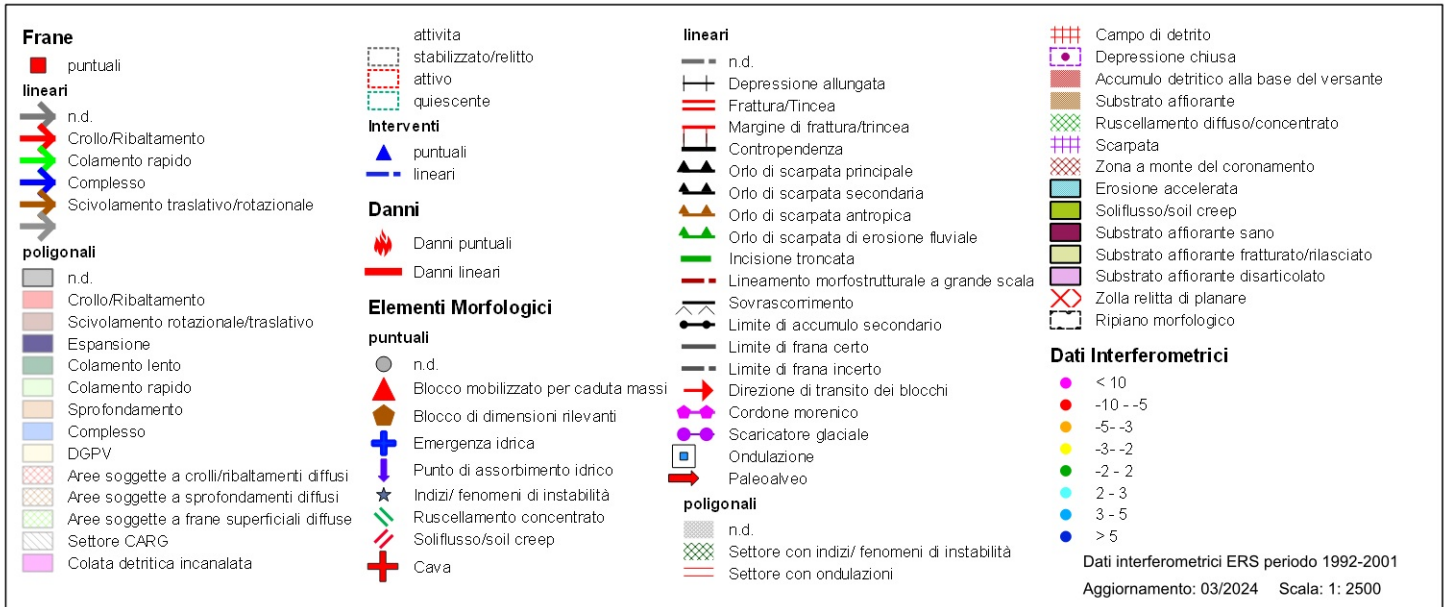 Frane
puntuali
lineari
n.d.
Crollo/Ribaltamento
Colamento rapido
Complesso
Scivolamento traslativo/rotazionale
poligonali
n.d.
Crollo/Ribaltamento
Scivolamento rotazionale/traslativo
Espansione
Colamento lento
Colamento rapido
Sprofondamento
Complesso
DGPV
Aree soggette a crolli/ribaltamenti diffusi
Aree soggette a sprofondamenti diffusi
Aree soggette a frane superficiali diffuse
Settore CARG
Colata detritica incanalata
attivita
stabilizzato/relitto
attivo
quiescente
Interventi
puntuali
lineari
Danni
Danni puntuali
Danni lineari
Elementi Morfologici
puntuali
n.d.
Blocco mobilizzato per caduta massi
Blocco di dimensioni rilevanti
Emergenza idrica
Punto di assorbimento idrico
Indizi/ fenomeni di instabilità
Ruscellamento concentrato
Soliflusso/soil creep
Cava
lineari
n.d.
Depressione allungata
Frattura/Tincea
Margine di frattura/trincea
Contropendenza
Orlo di scarpata principale
Orlo di scarpata secondaria
Orlo di scarpata antropica
Orlo di scarpata di erosione fluviale
Incisione troncata
Lineamento morfostrutturale a grande scala
Sovrascorrimento
Limite di accumulo secondario
Limite di frana certo
Limite di frana incerto
Direzione di transito dei blocchi
Cordone morenico
Scaricatore glaciale
Ondulazione
Paleoalveo
poligonali
n.d.
Settore con indizi/ fenomeni di instabilità
Settore con ondulazioni
Campo di detrito
Depressione chiusa
Accumulo detritico alla base del versante
Substrato affiorante
Ruscellamento diffuso/concentrato
Scarpata
Zona a monte del coronamento
Erosione accelerata
Soliflusso/soil creep
Substrato affiorante sano
Substrato affiorante fratturato/rilasciato
Substrato affiorante disarticolato
Zolla relitta di planare
Ripiano morfologico
Dati Interferometrici
< 10
-10 - -5
-5- -3
-3- -2
-2 - 2
2 - 3
3 - 5
> 5
Dati interferometrici ERS periodo 1992-2001
Aggiornamento: 03/2024 Scala: 1: 2500